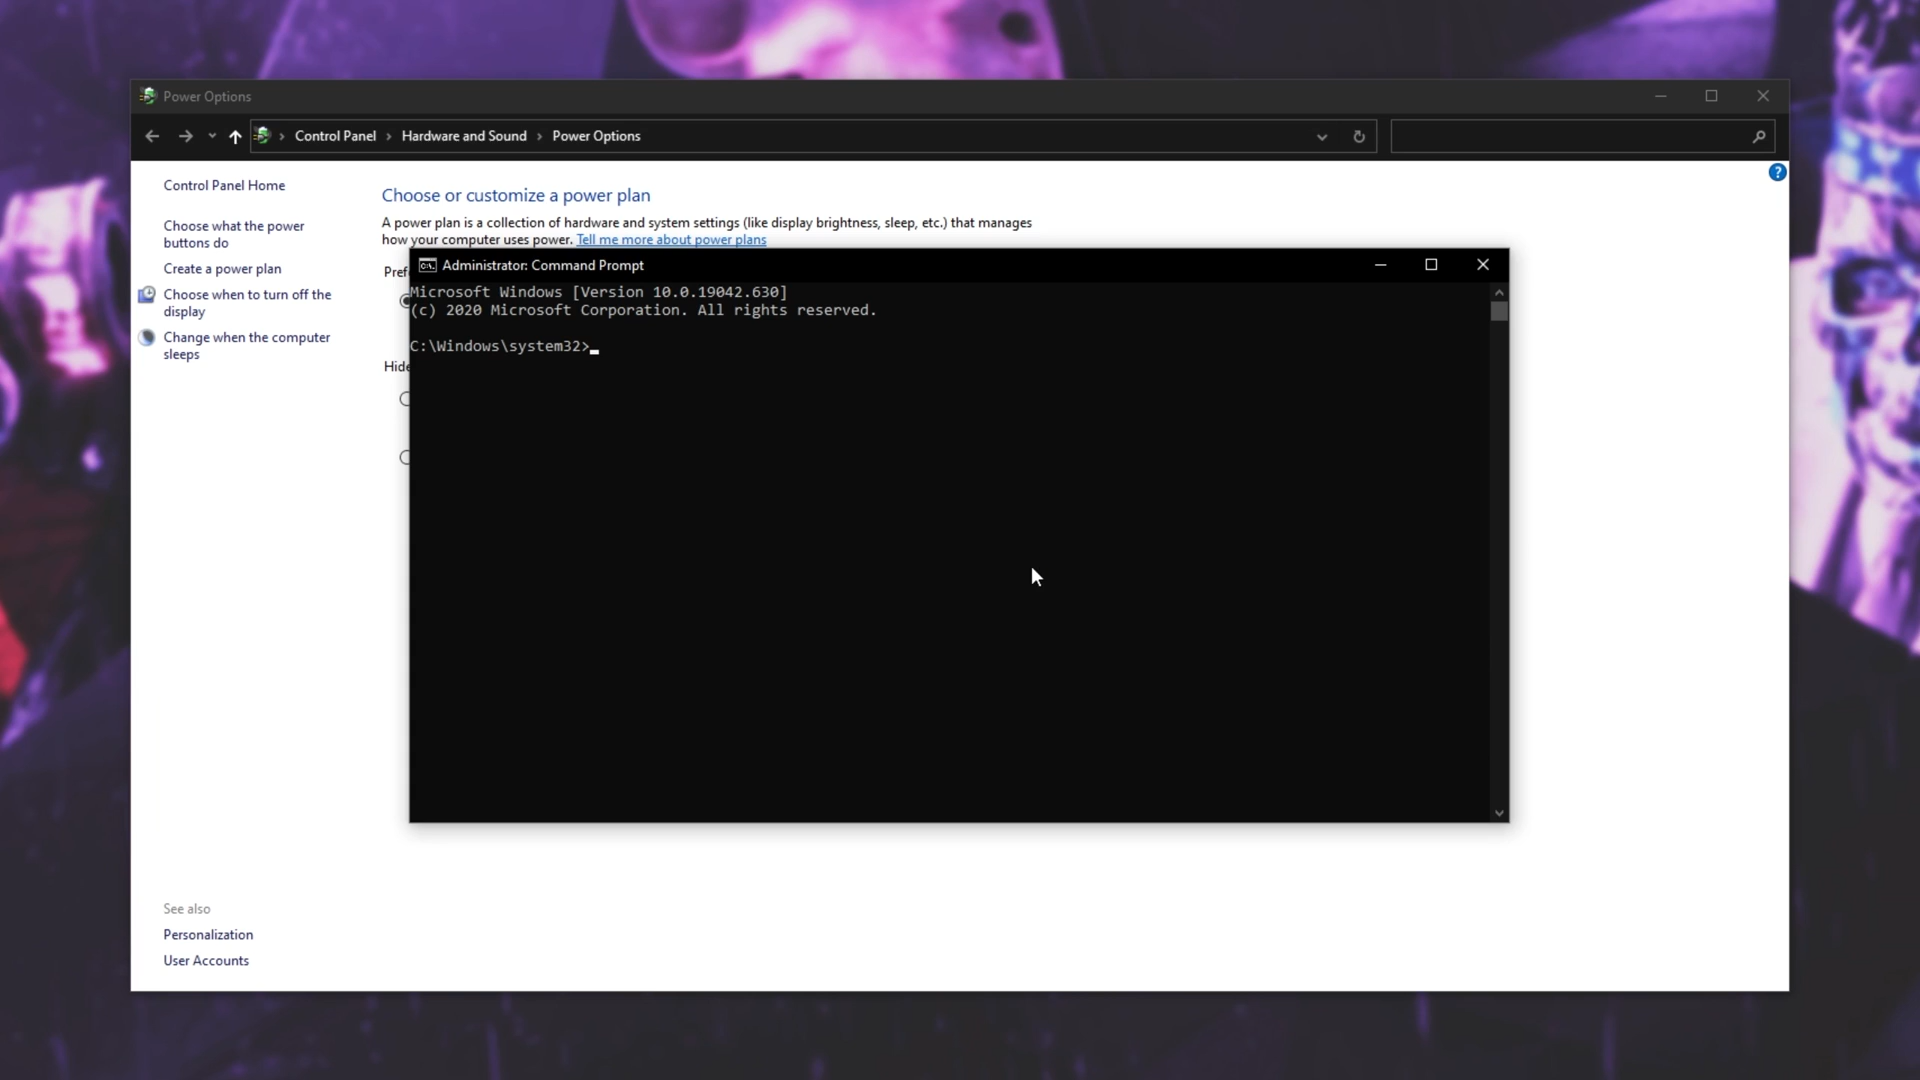 Power Options
Control Panel
Hardware and Sound
Power Options
Control Panel Home
Choose what the power
buttons do
Create a power plan
Choose when to turn off the
display
Change when the computer
sleeps
Choose or customize a power plan
A power plan is a collection of hardware and system settings (like display brightness, sleep, etc.) that manages
how your computer uses power. Tell me more about power plans
Pref
Hide
Administrator: Command Prompt
Microsoft Windows [Version 10.0.19042.630]
(c) 2020 Microsoft Corporation. All rights reserved.
C:\Windows\system32>
See also
Personalization
User Accounts